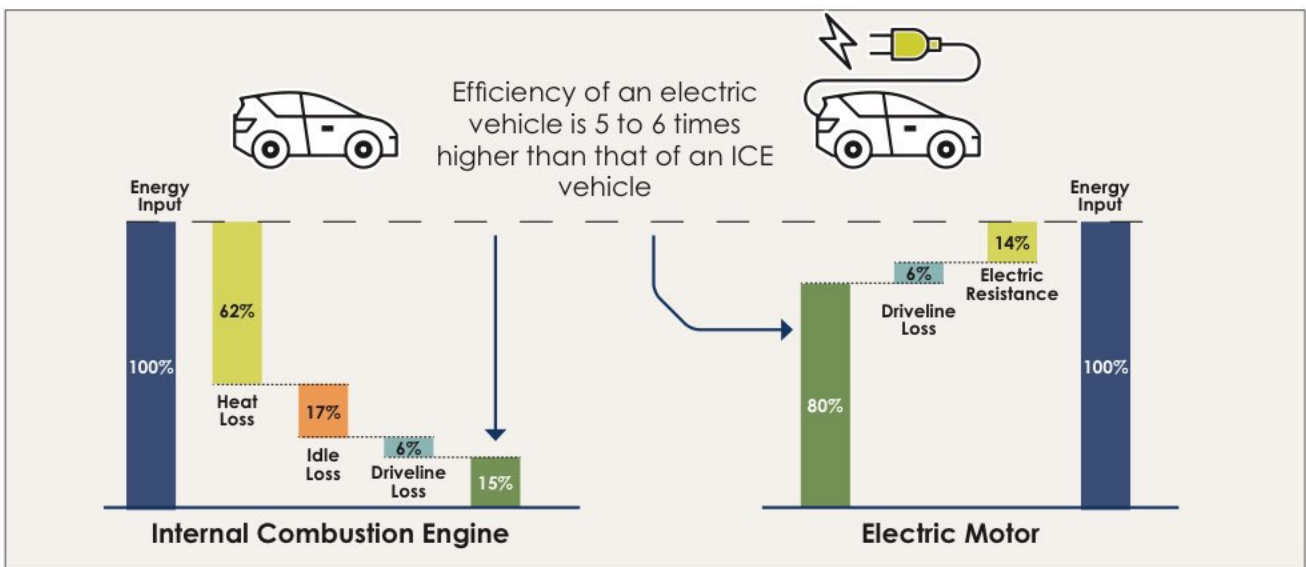 Efficiency of an electric
vehicle is 5 to 6 times
higher than that of an ICE
vehicle
Energy
Input
100%
62%
Heat
Loss
17%
Idle
Loss
6%
Driveline
Loss
15%
Internal Combustion Engine
80%
6%
Driveline
Loss
14%
Electric
Resistance
Energy
Input
100%
Electric Motor